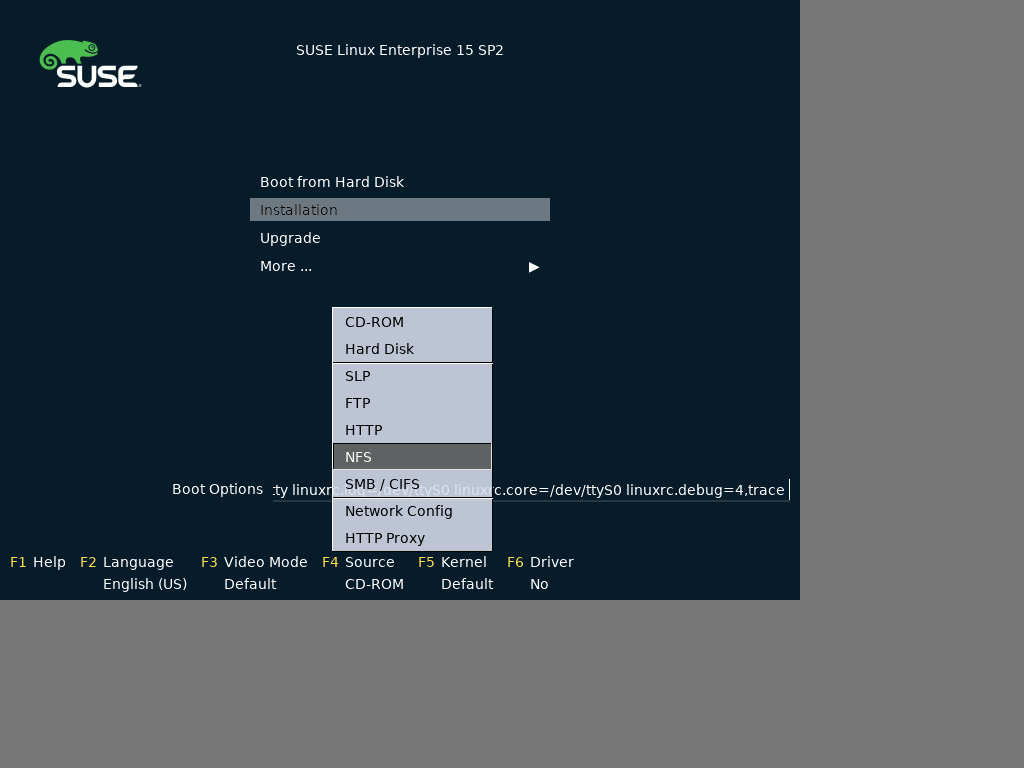 SUSE
SUSE Linux Enterprise 15 SP2
Boot from Hard Disk
Installation
Upgrade
More ...
CD-ROM
Hard Disk
SLP
FTP
HTTP
NFS
SMB / CIFS
Network Config
HTTP Proxy
Boot Options :ty linuxrc.log=/dev/ttyS0 linuxrc.core=/dev/ttyS0 linuxrc.debug=4,trace
F1 Help F2 Language F3 Video Mode F4 Source F5 Kernel F6 Driver
English (US) Default CD-ROM Default No